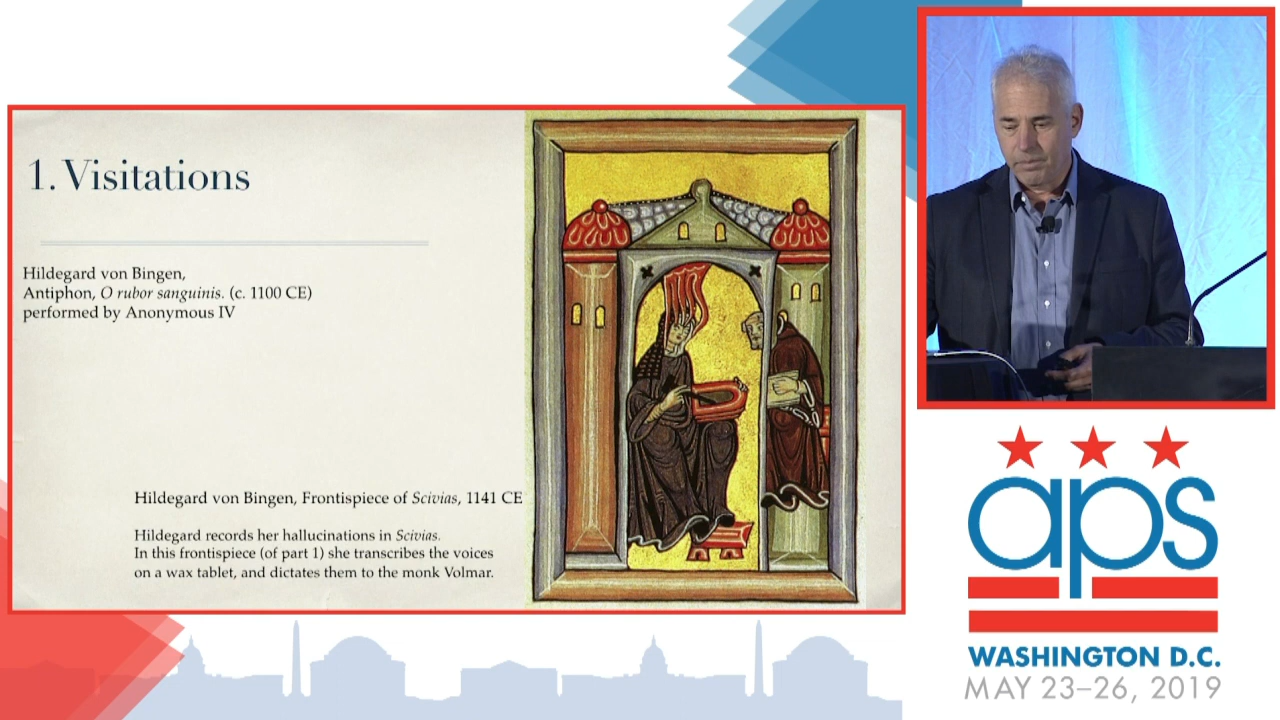 1. Visitations
Hildegard von Bingen,
Antiphon, O rubor sanguinis. (c. 1100 CE)
performed by Anonymous IV
Hildegard von Bingen, Frontispiece of Scivias, 1141 CE
Hildegard records her hallucinations in Scivias.
In this frontispiece (of part 1) she transcribes the voices
on a wax tablet, and dictates them to the monk Volmar.
aps
WASHINGTON D.C.
MAY 23–26, 2019